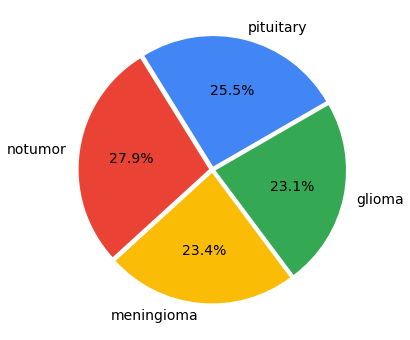 pituitary
25.5%
notumor
27.9%
23.1%
glioma
23.4%
meningioma